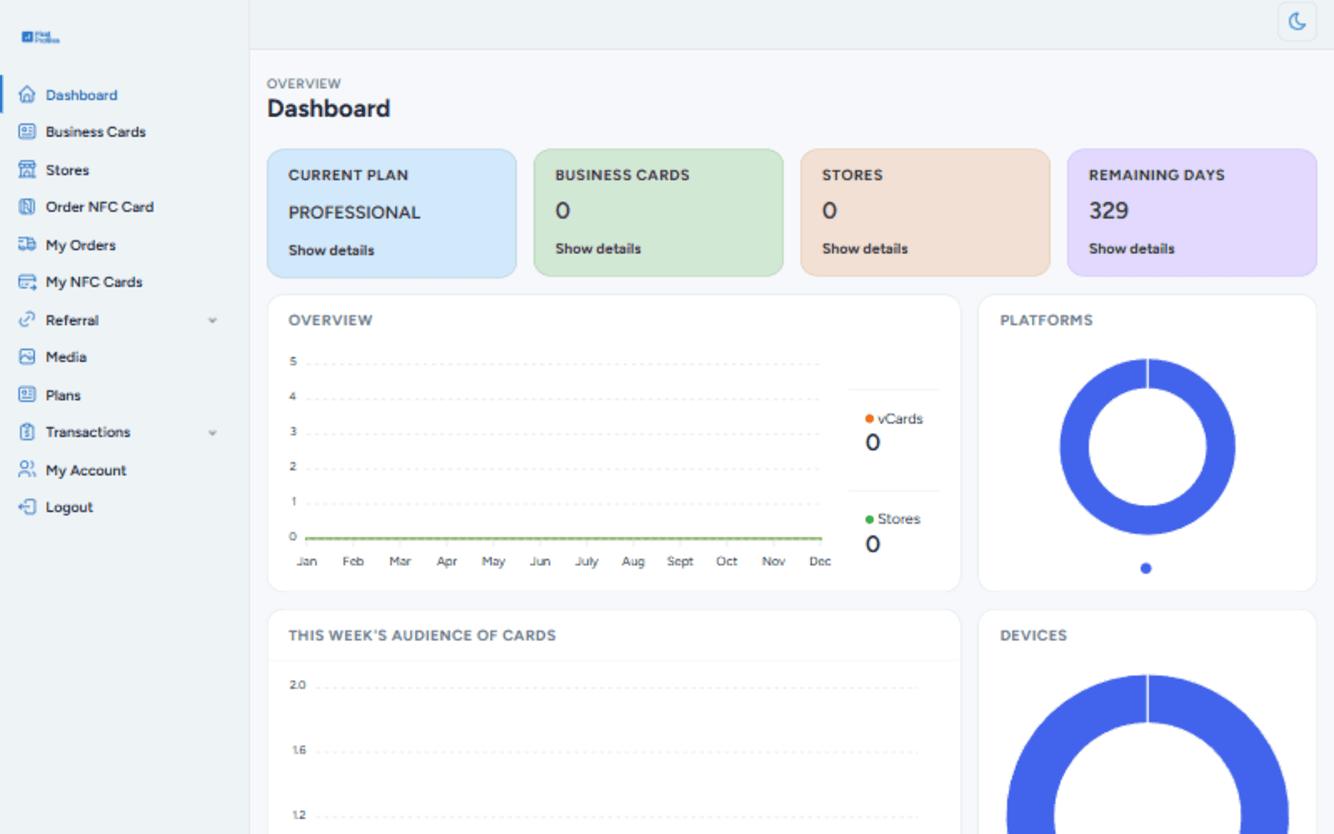 Dashboard
Business Cards
Stores
Order NFC Card
My Orders
My NFC Cards
Referral
Media
Plans
Transactions
My Account
Logout
OVERVIEW
Dashboard
CURRENT PLAN
PROFESSIONAL
Show details
BUSINESS CARDS
0
Show details
STORES
0
Show details
REMAINING DAYS
329
Show details
OVERVIEW
5
4
3
2
1
0
Jan Feb Mar Apr May Jun July Aug Sept Oct Nov Dec
vCards
0
Stores
0
PLATFORMS
THIS WEEK'S AUDIENCE OF CARDS
2.0
1.6
1.2
DEVICES